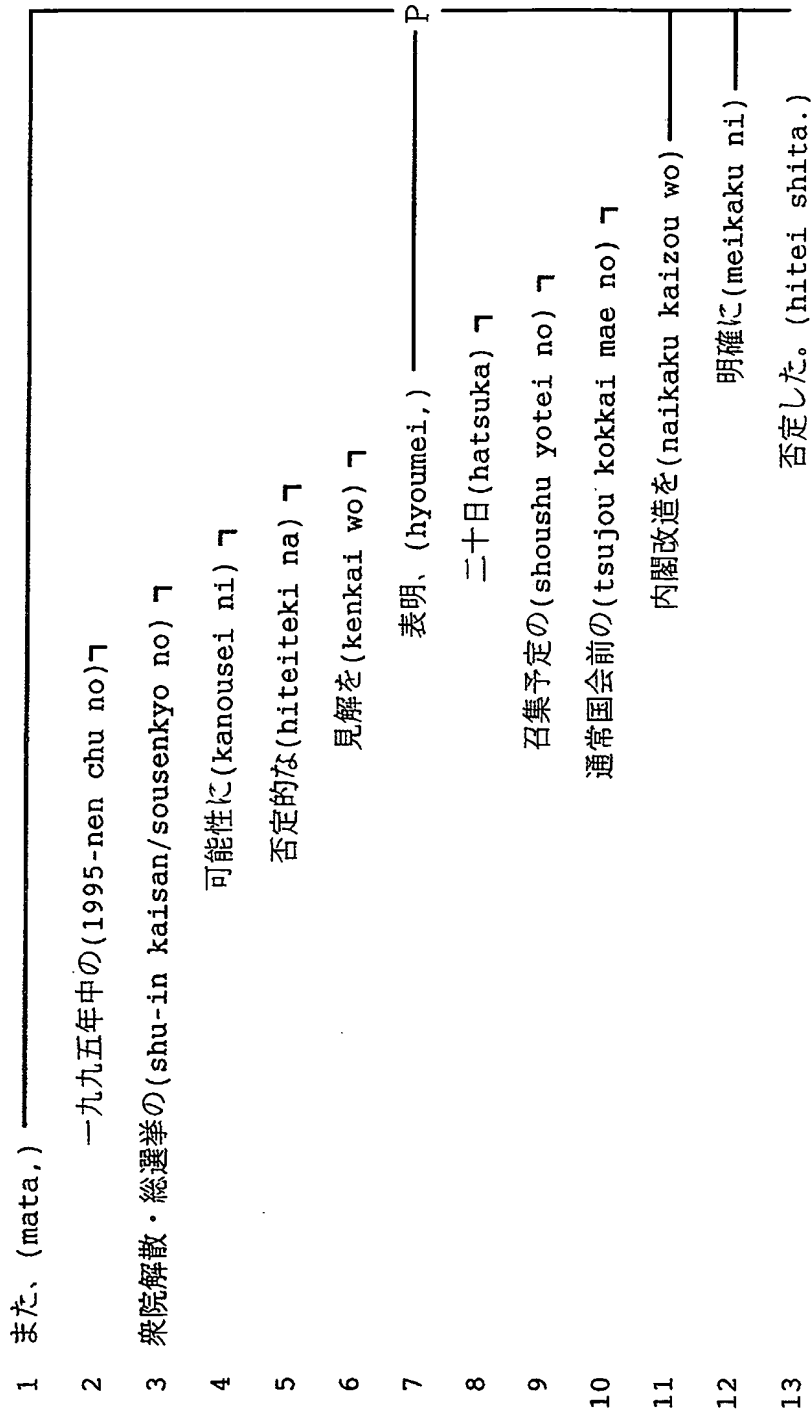 1 また、(mata,) P
2 一九九五年中の(1995-nen chu no)
3 衆院解散・総選挙の(shu-in kaisan/sousenkyo no)
4 可能性に(kanousei ni)
5 否定的な(hiteiteki na)
6 見解を(kenkai wo)
7 表明、(hyoumei,)
8 二十日(hatsuka)
9 召集予定の(shoushu yotei no)
10 通常国会前の(tsujou kokkai mae no)
11 内閣改造を(naikaku kaizou wo)
12 明確に(meikaku ni)
13 否定した。(hitei shita.)